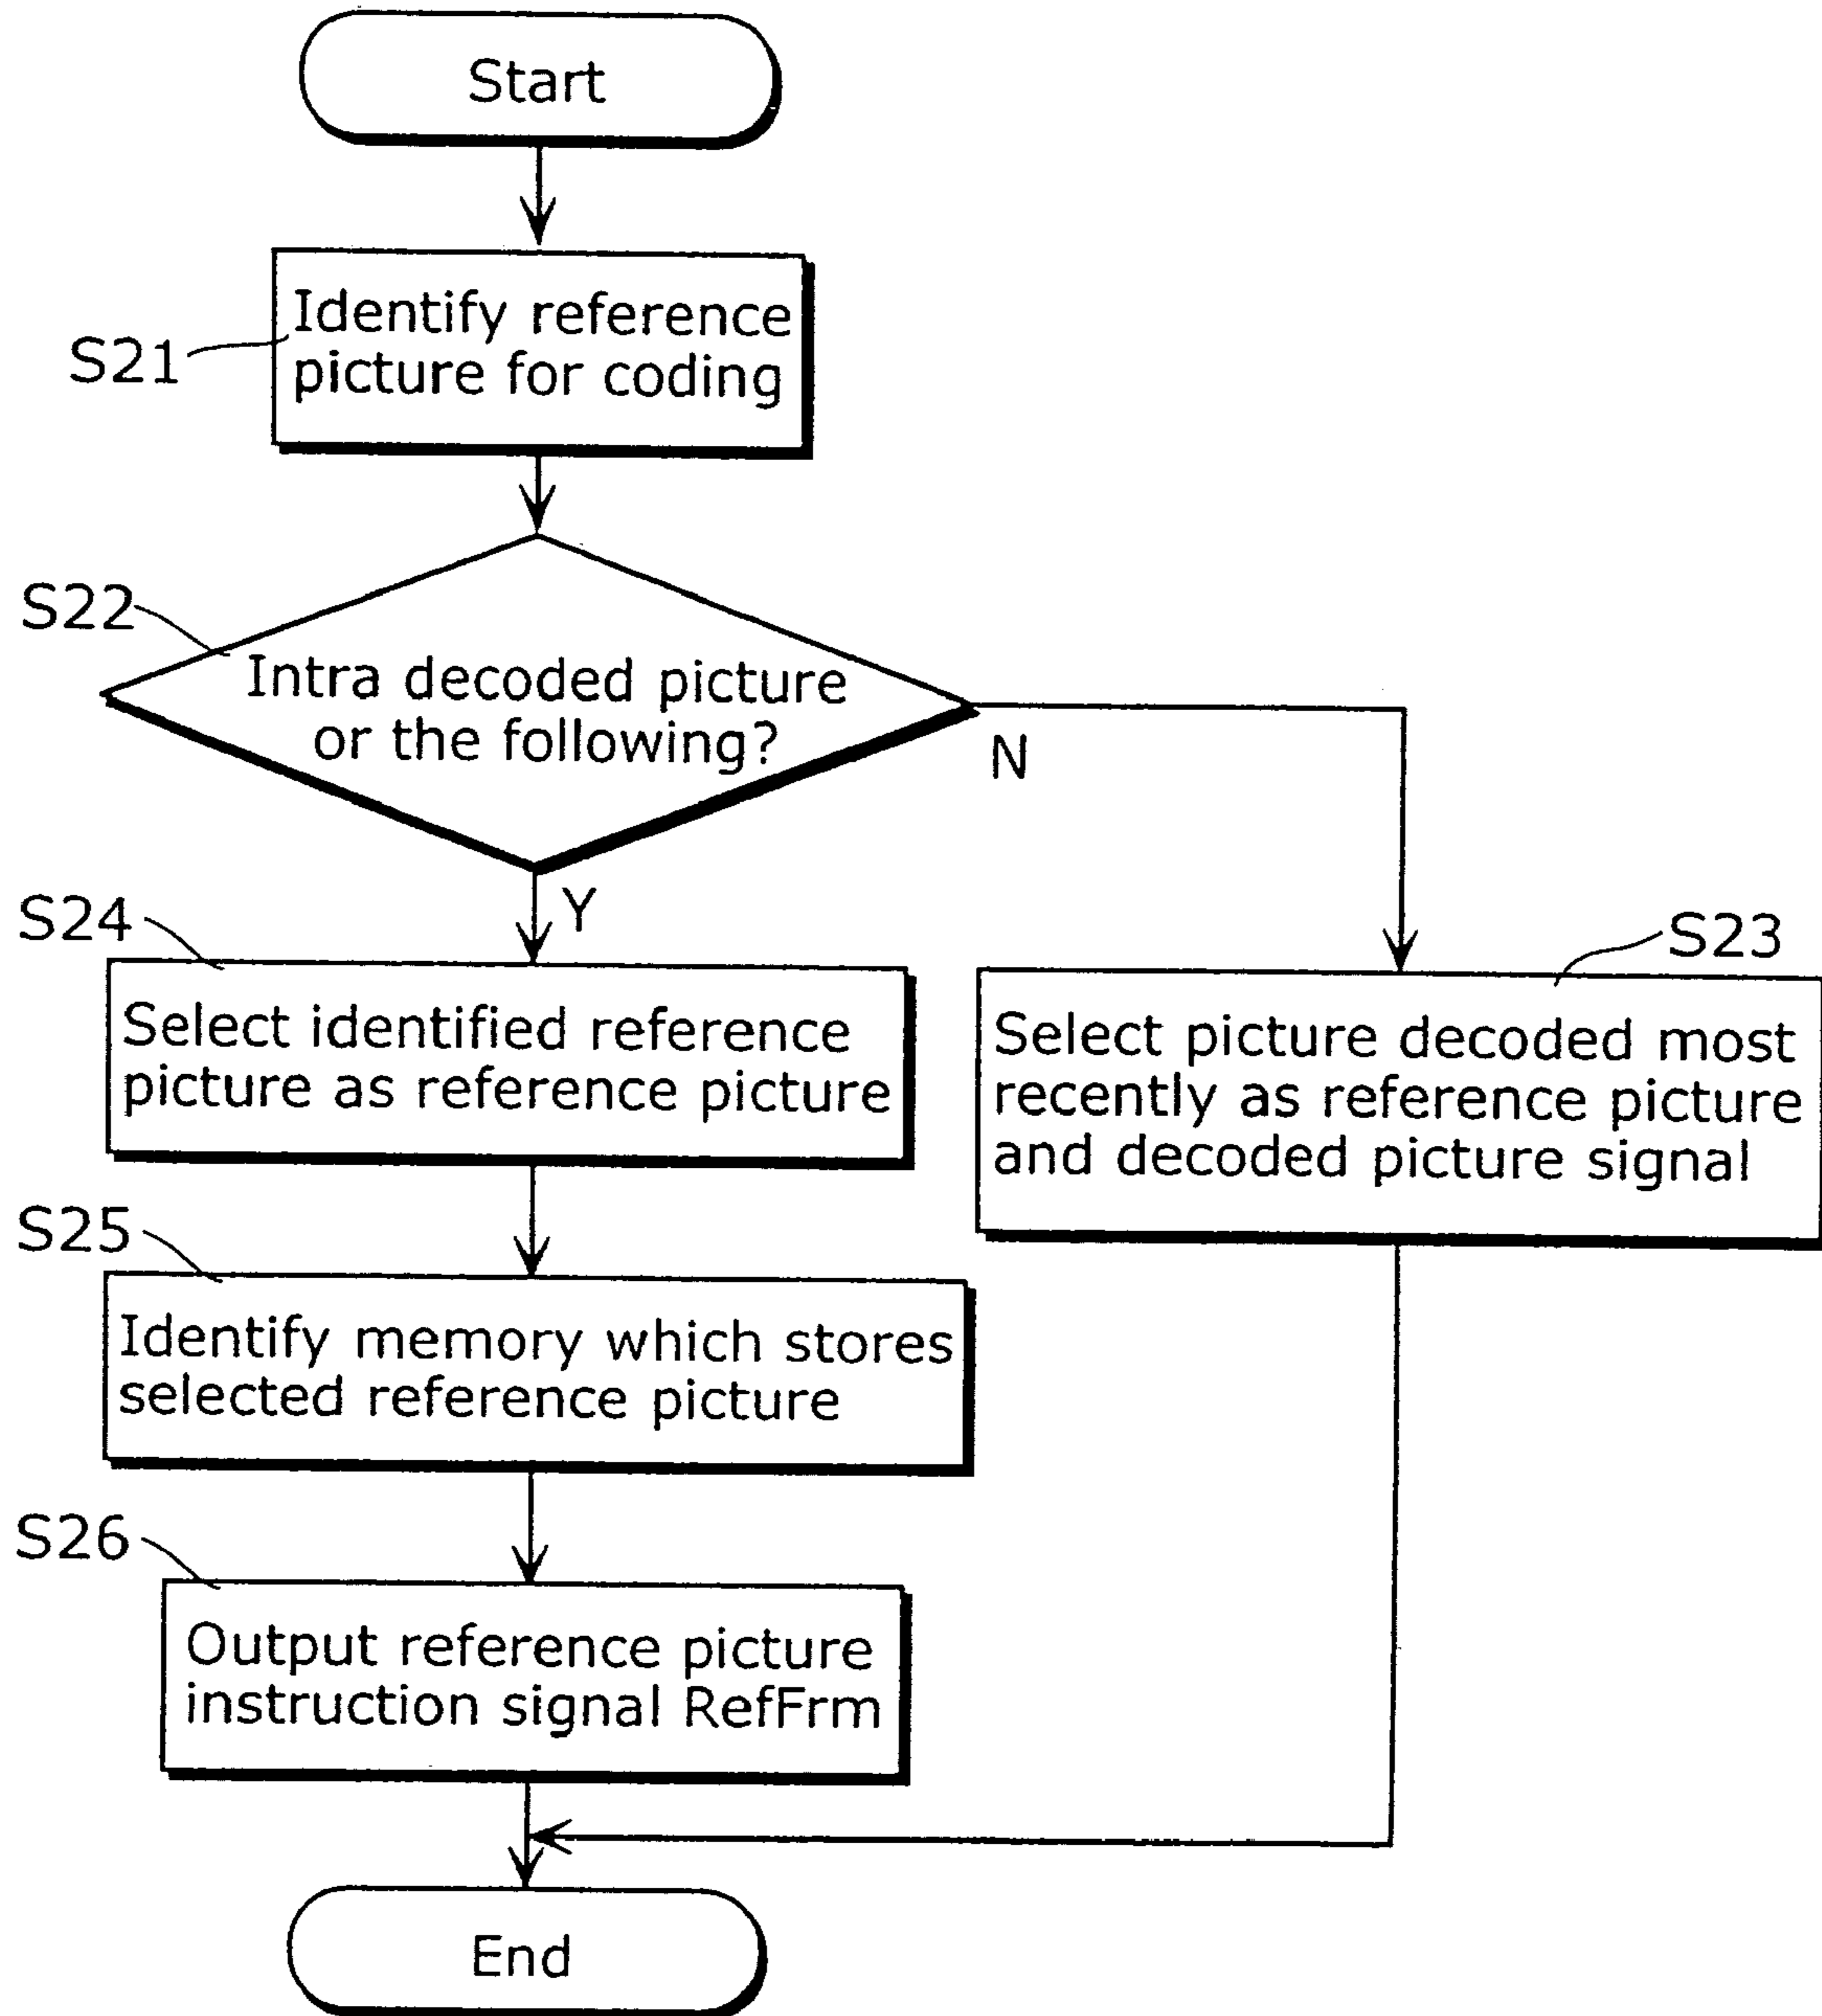 Start
S21
Identify reference
picture for coding
S22
Intra decoded picture
or the following?
N
Y
S24
Select identified reference
picture as reference picture
S23
Select picture decoded most
recently as reference picture
and decoded picture signal
S25
Identify memory which stores
selected reference picture
S26
Output reference picture
instruction signal RefFrm
End